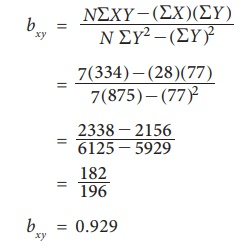 b_xy = NΣXY−(ΣX)(ΣY) / N ΣY²−(ΣY)²
= 7(334)−(28)(77) / 7(875)−(77)²
= 2338−2156 / 6125−5929
= 182 / 196
b_xy = 0.929